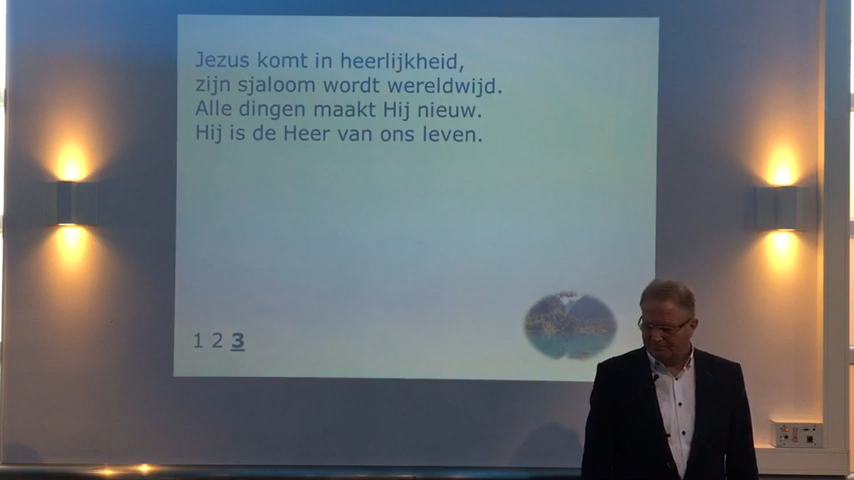 Jezus komt in heerlijkheid,
zijn sjaloom wordt wereldwijd.
Alle dingen maakt Hij nieuw.
Hij is de Heer van ons leven.
1 2 3